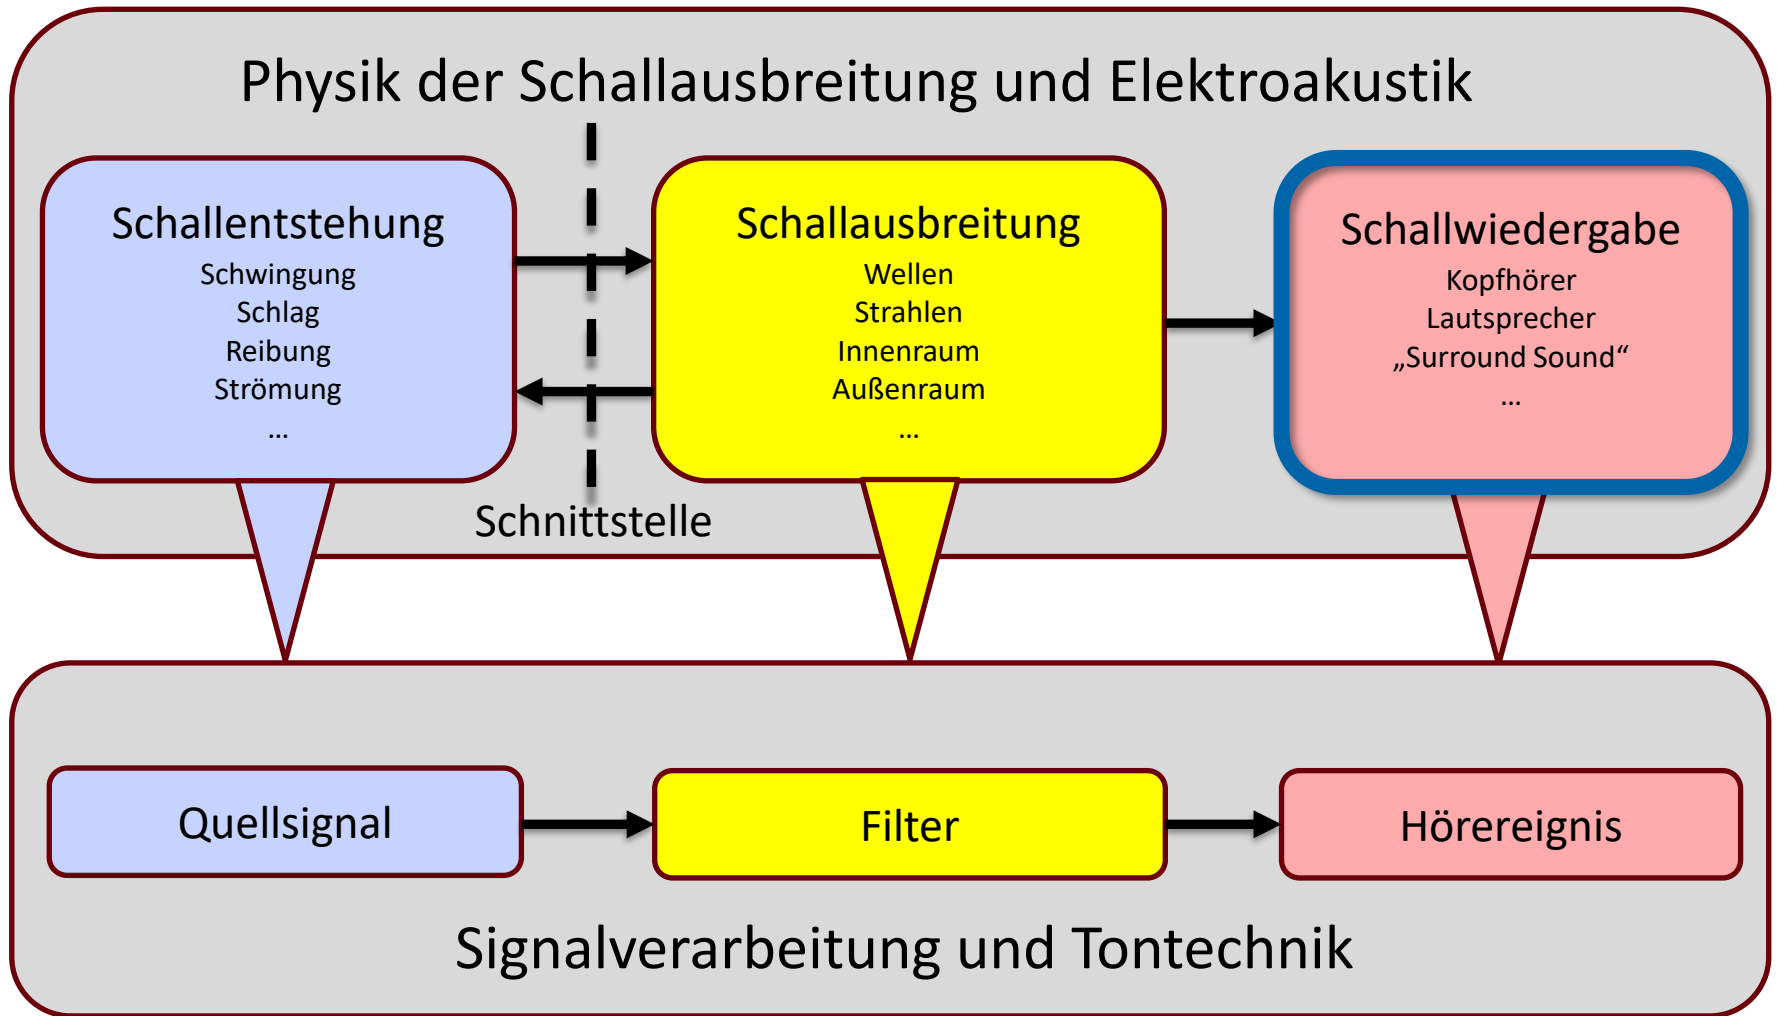 Physik der Schallausbreitung und Elektroakustik
Schallentstehung
Schwingung
Schlag
Reibung
Strömung
...
Schallausbreitung
Wellen
Strahlen
Innenraum
Außenraum
...
Schallwiedergabe
Kopfhörer
Lautsprecher
„Surround Sound“
...
Schnittstelle
Quellsignal
Filter
Hörereignis
Signalverarbeitung und Tontechnik